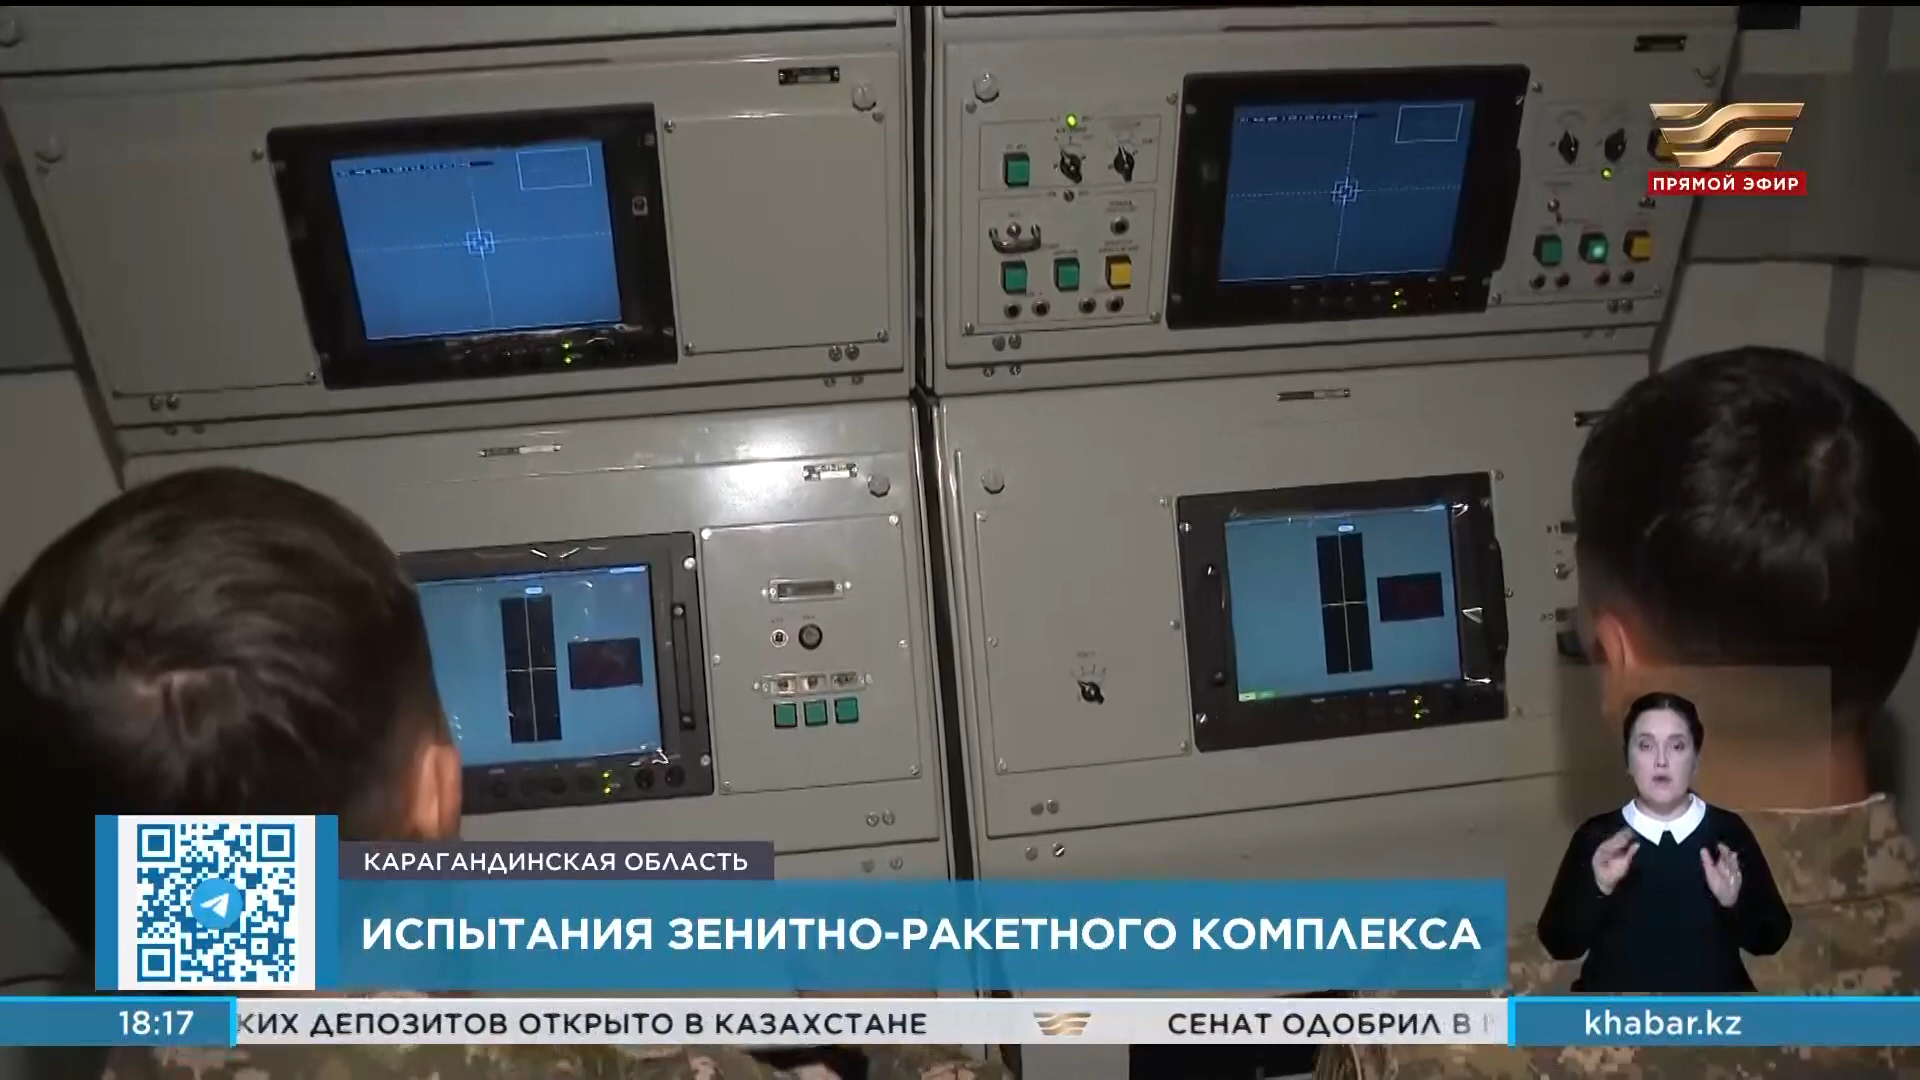 ПРЯМОЙ ЭФИР
КАРАГАНДИНСКАЯ ОБЛАСТЬ
ИСПЫТАНИЯ ЗЕНИТНО-РАКЕТНОГО КОМПЛЕКСА
18:17
КИХ ДЕПОЗИТОВ ОТКРЫТО В КАЗАХСТАНЕ
СЕНАТ ОДОБРИЛ В
khabar.kz